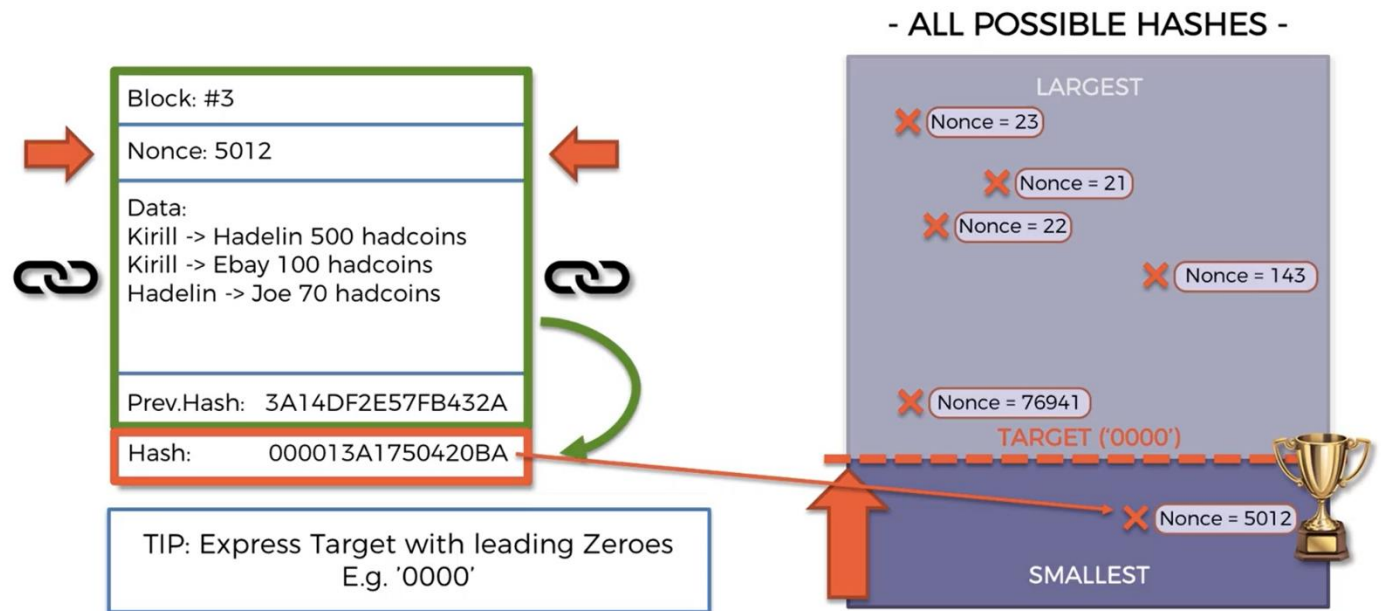 - ALL POSSIBLE HASHES -
Block: #3
Nonce: 5012
Data:
Kirill -> Hadelin 500 hadcoins
Kirill -> Ebay 100 hadcoins
Hadelin -> Joe 70 hadcoins
Prev.Hash: 3A14DF2E57FB432A
Hash: 000013A1750420BA
TIP: Express Target with leading Zeroes
E.g. '0000'
LARGEST
Nonce = 23
Nonce = 21
Nonce = 22
Nonce = 143
Nonce = 76941
TARGET ('0000')
Nonce = 5012
SMALLEST